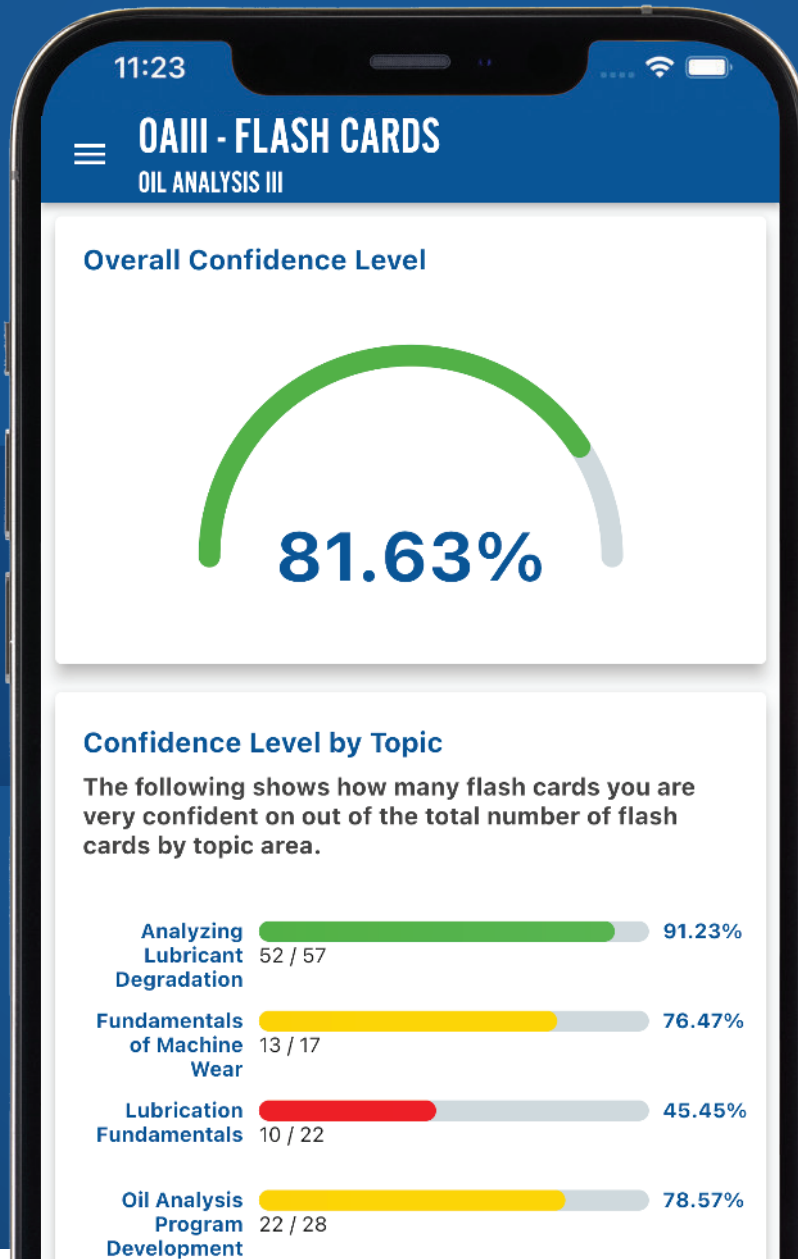 11:23
OAIII - FLASH CARDS
OIL ANALYSIS III
Overall Confidence Level
81.63%
Confidence Level by Topic
The following shows how many flash cards you are
very confident on out of the total number of flash
cards by topic area.
Analyzing
Lubricant
Degradation
52 / 57
91.23%
Fundamentals
of Machine
Wear
13 / 17
76.47%
Lubrication
Fundamentals
10 / 22
45.45%
Oil Analysis
Program
Development
22 / 28
78.57%